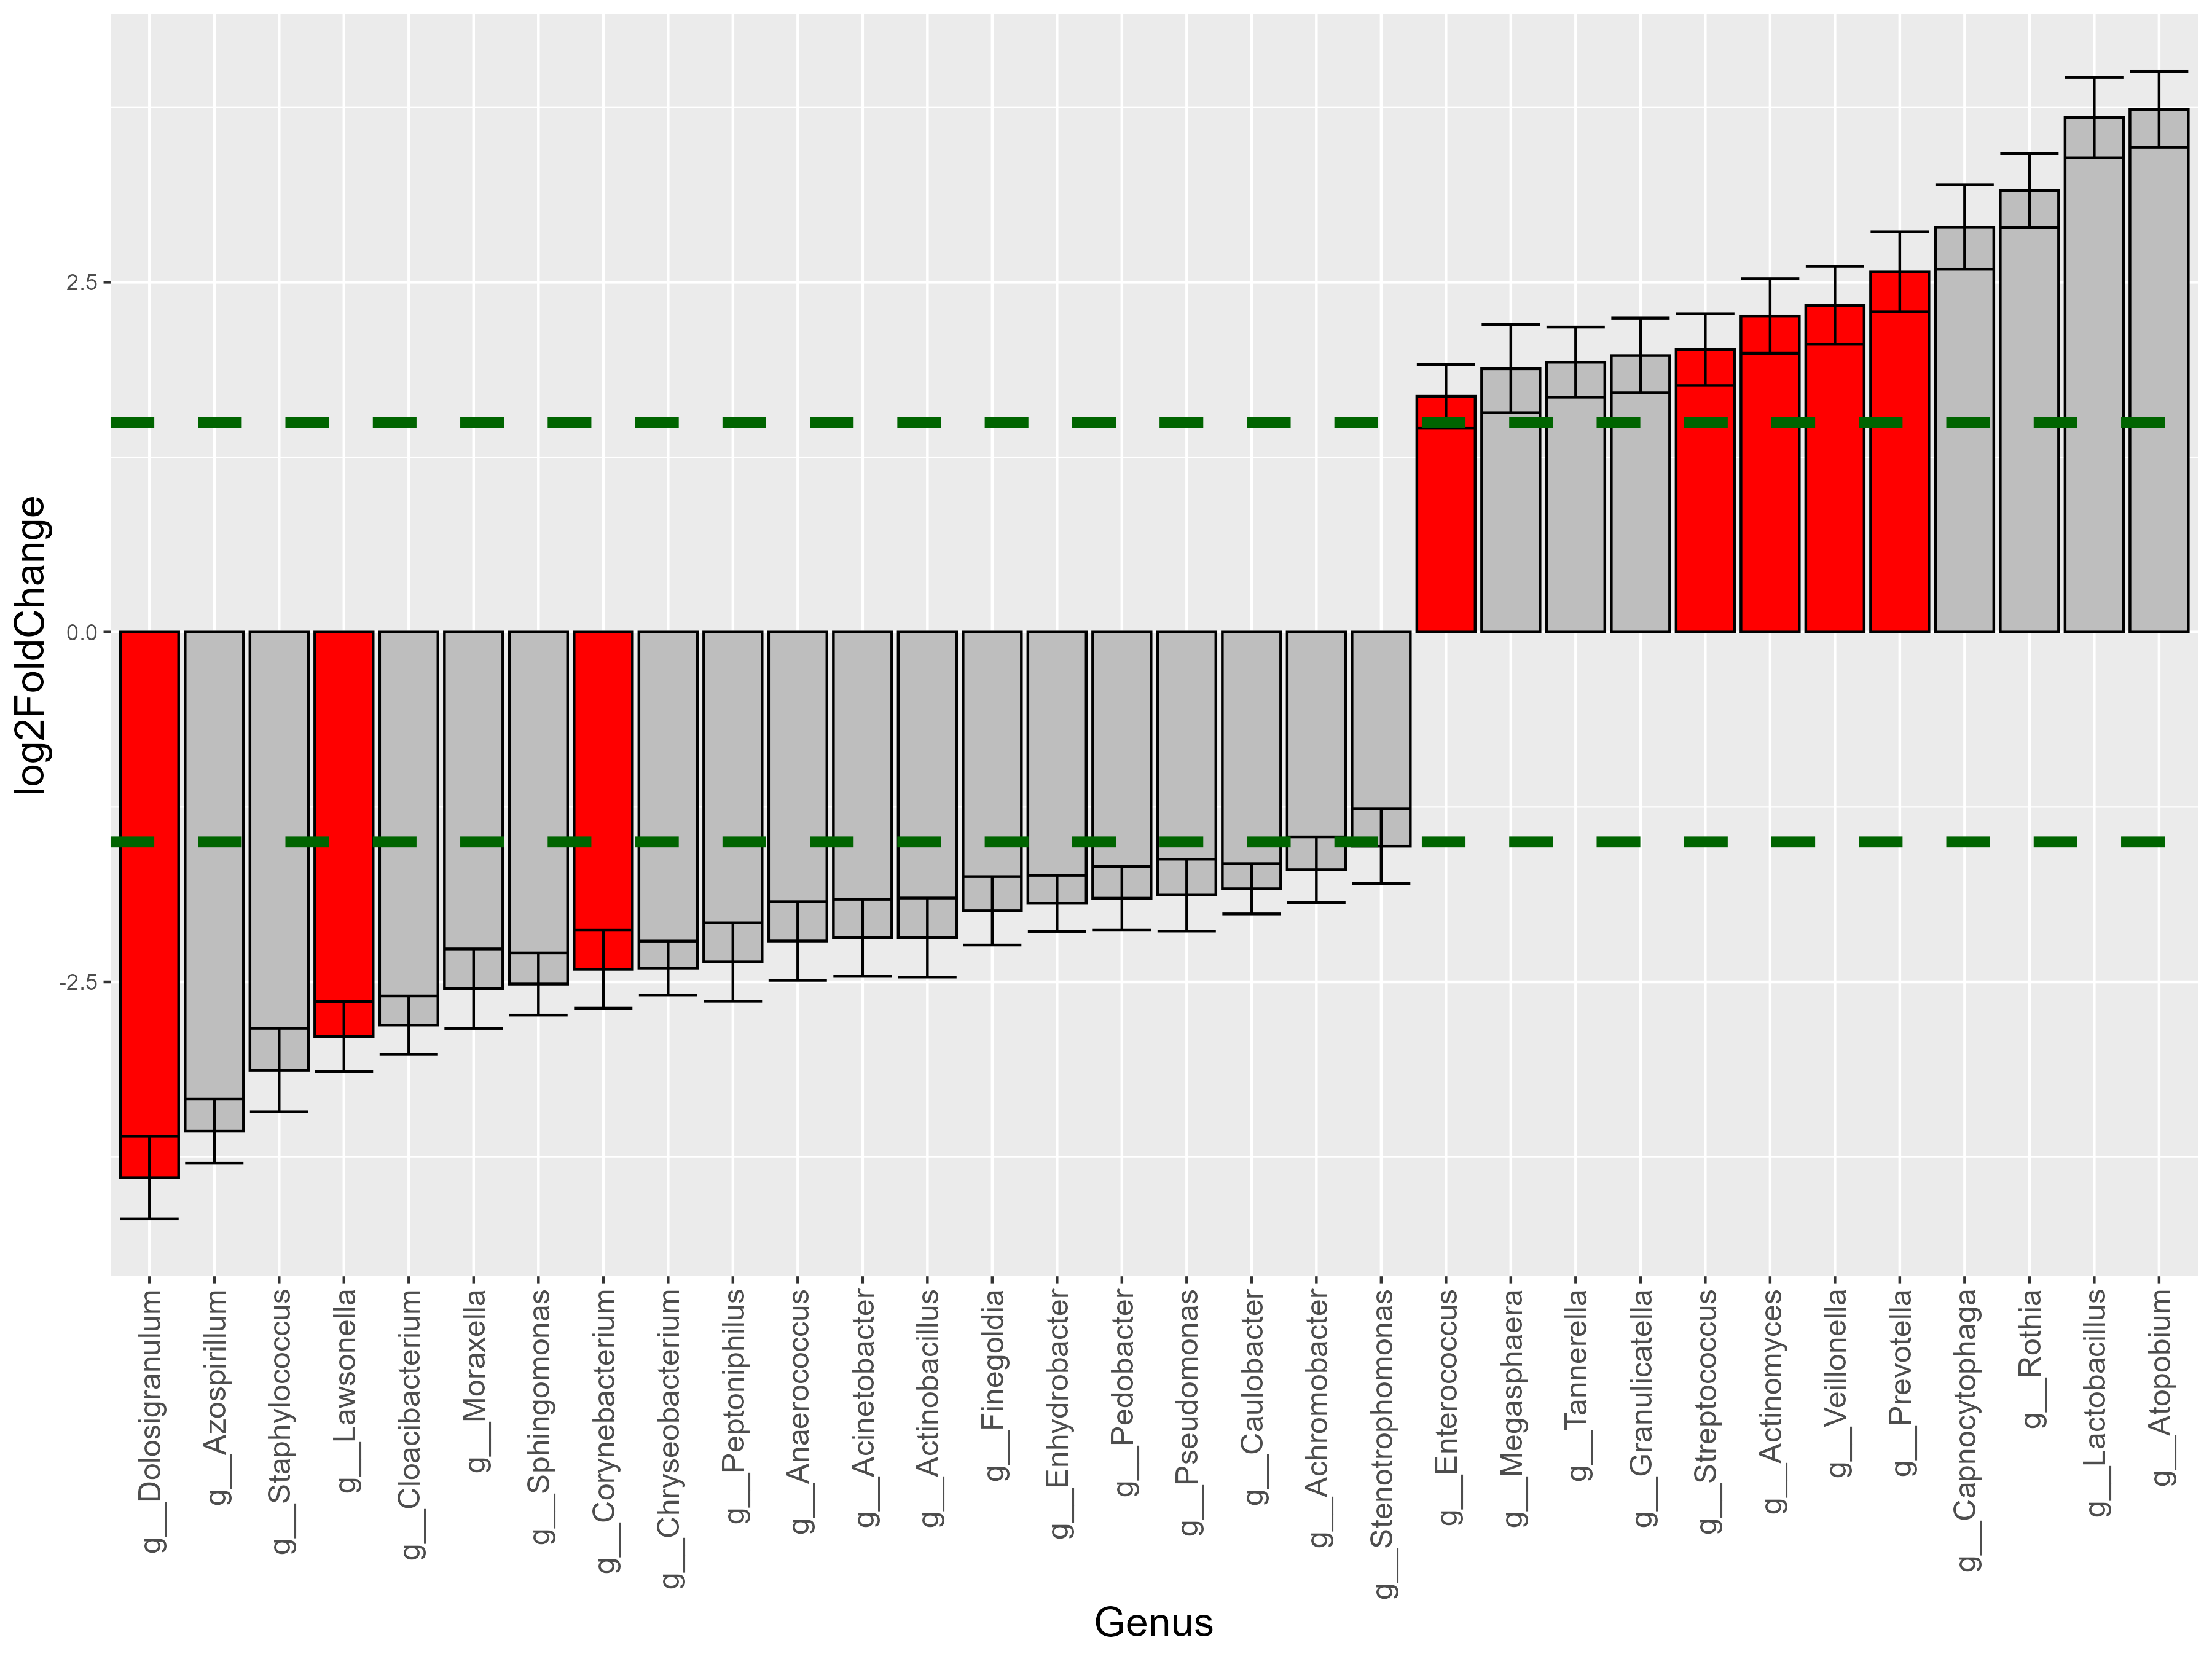 log2FoldChange
2.5
0.0
-2.5
g__Dolosigranulum
g__Azospirillum
g__Staphylococcus
g__Lawsonella
g__Cloacibacterium
g__Moraxella
g__Sphingomonas
g__Corynebacterium
g__Chryseobacterium
g__Peptoniphilus
g__Anaerococcus
g__Acinetobacter
g__Actinobacillus
g__Finegoldia
g__Enhydrobacter
g__Pedobacter
g__Pseudomonas
g__Caulobacter
g__Achromobacter
g__Stenotrophomonas
g__Enterococcus
g__Megasphaera
g__Tannerella
g__Granulicatella
g__Streptococcus
g__Actinomyces
g__Veillonella
g__Prevotella
g__Capnocytophaga
g__Rothia
g__Lactobacillus
g__Atopobium
Genus